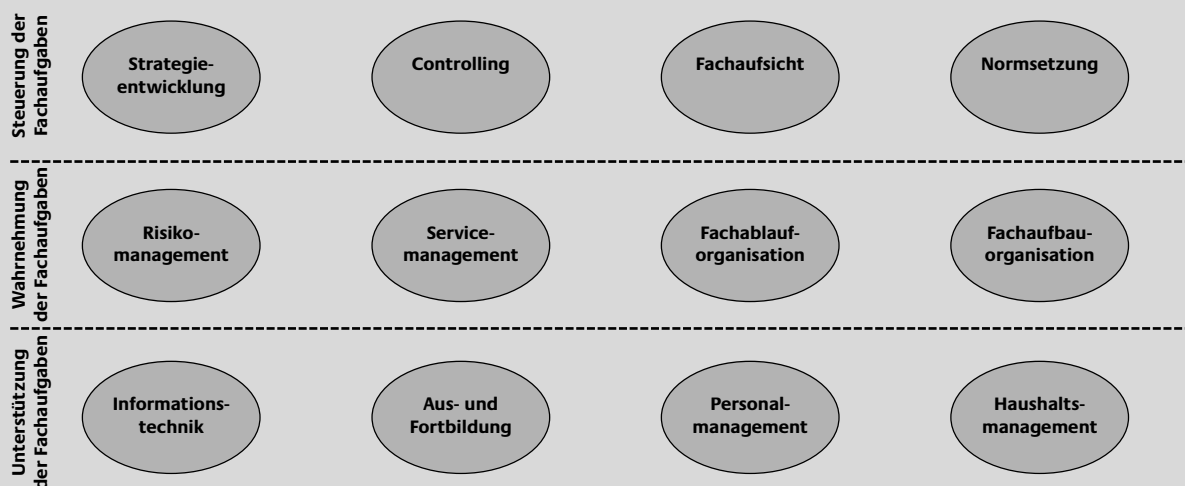 Steuerung der
Fachaufgaben
Strategie-
entwicklung
Controlling
Fachaufsicht
Normsetzung
Wahrnehmung
der Fachaufgaben
Risiko-
management
Service-
management
Fachablauf-
organisation
Fachaufbau-
organisation
Unterstützung
der Fachaufgaben
Informations-
technik
Aus- und
Fortbildung
Personal-
management
Haushalts-
management